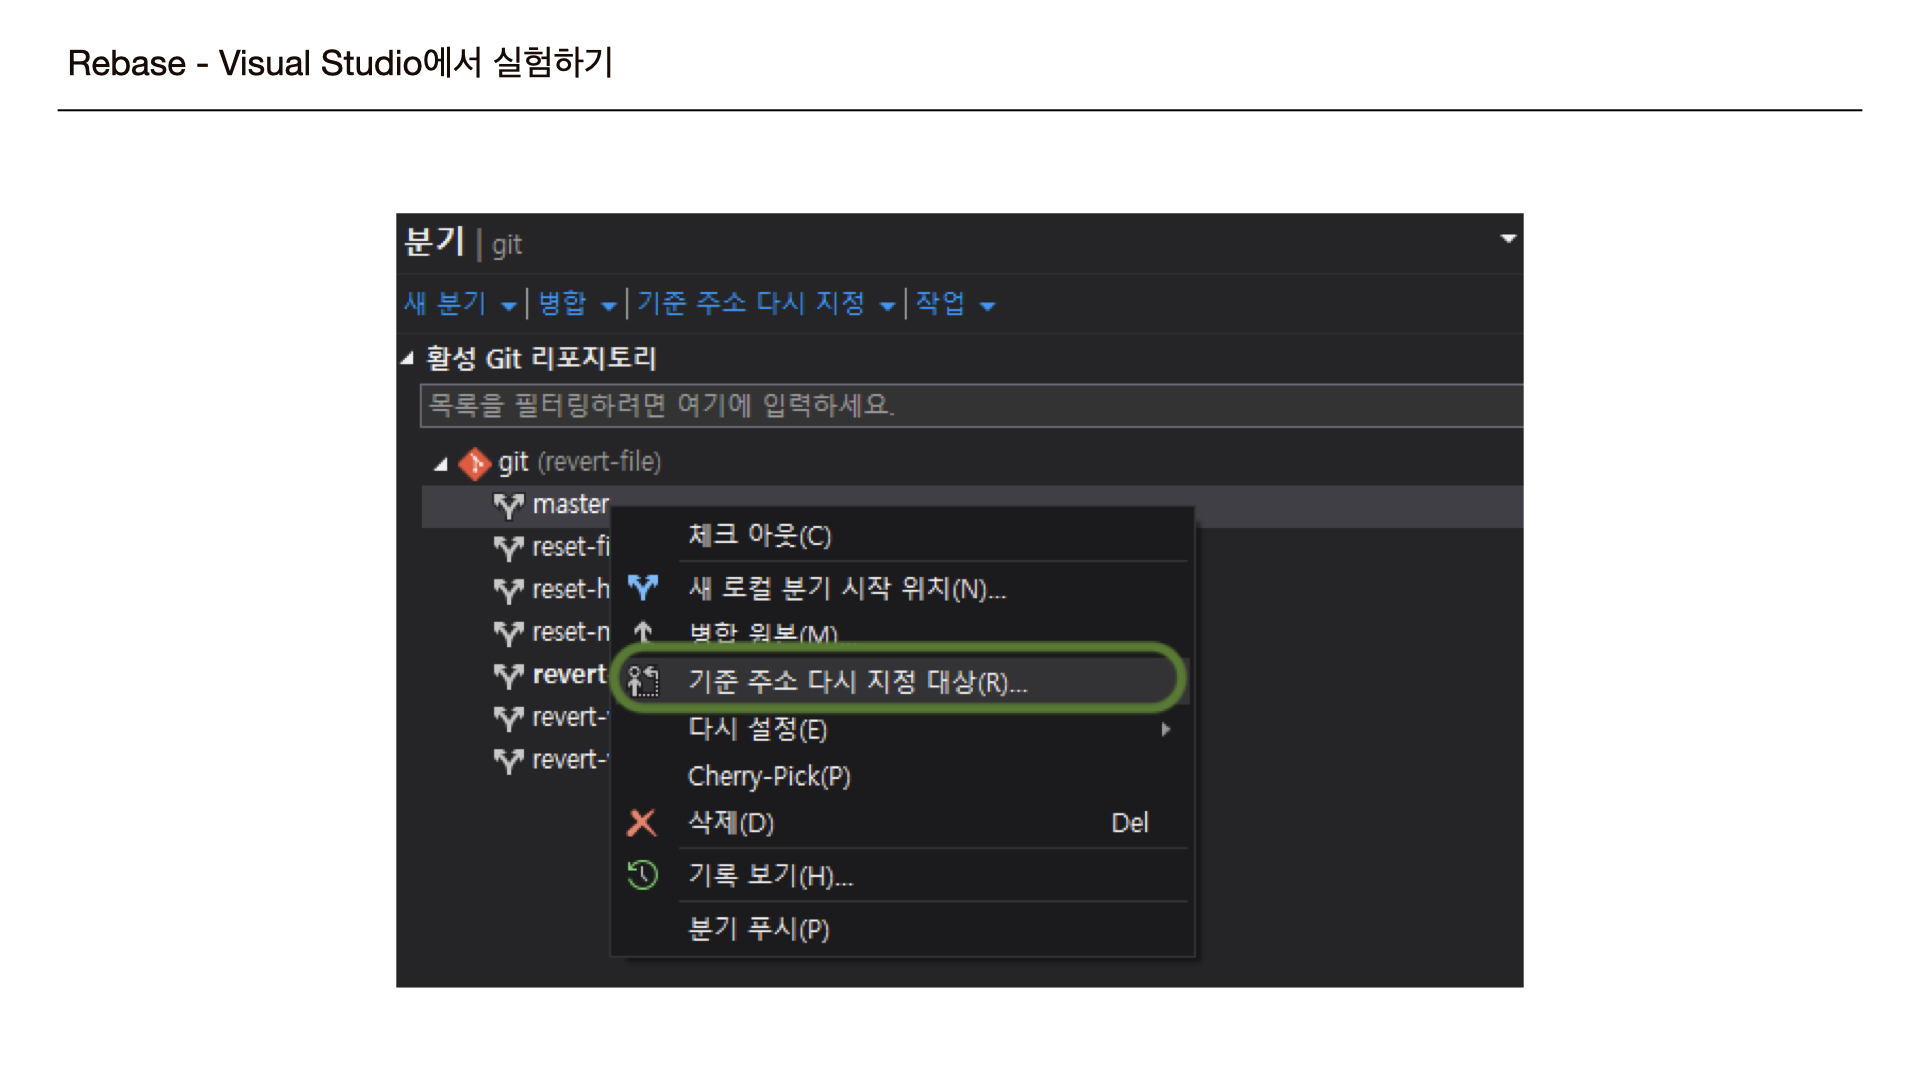 Rebase - Visual Studio에서 실험하기
분기 | git
새 분기 | 병합 | 기준 주소 다시 지정 | 작업
활성 Git 리포지토리
목록을 필터링하려면 여기에 입력하세요.
git (revert-file)
master
reset-fi
reset-h
reset-
revert
revert-
revert-
체크 아웃(C)
새 로컬 분기 시작 위치(N)...
병합 원본(M)...
기준 주소 다시 지정 대상(R)...
다시 설정(E)
Cherry-Pick(P)
삭제(D) Del
기록 보기(H)...
분기 푸시(P)